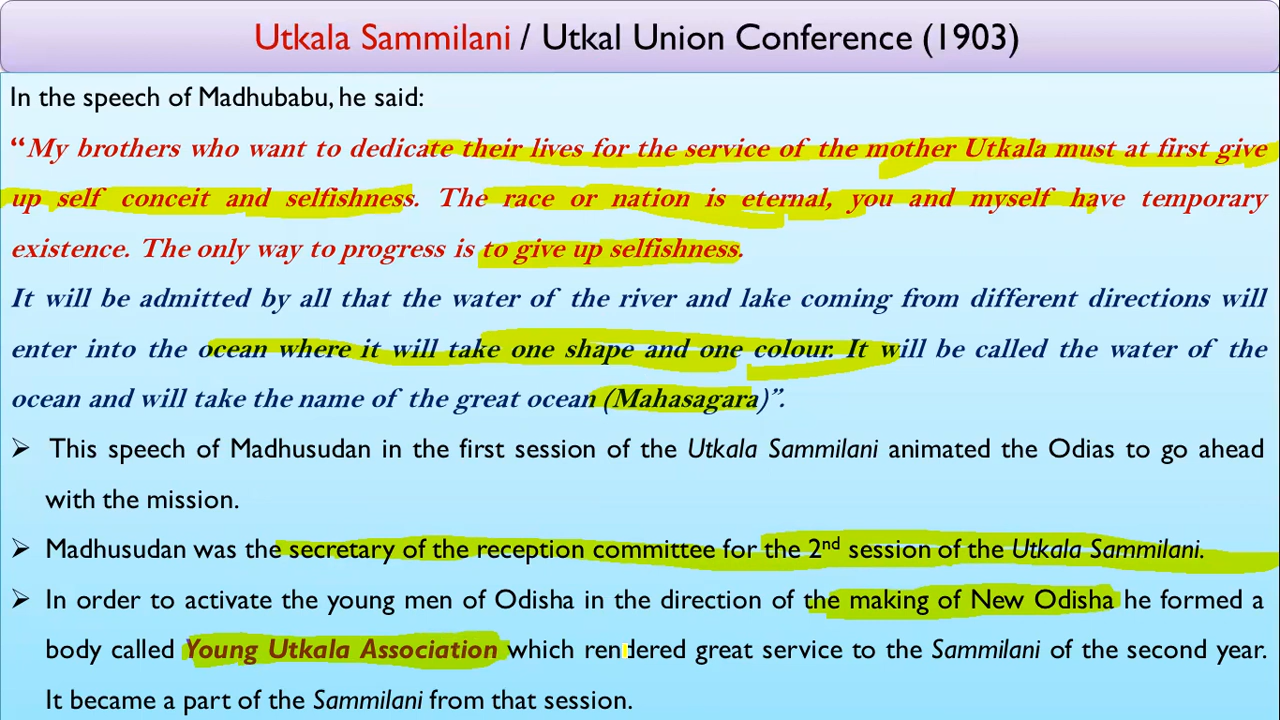 Utkala Sammilani / Utkal Union Conference (1903)
In the speech of Madhubabu, he said:
“My brothers who want to dedicate their lives for the service of the mother Utkala must at first give
up self conceit and selfishness. The race or nation is eternal, you and myself have temporary
existence. The only way to progress is to give up selfishness.
It will be admitted by all that the water of the river and lake coming from different directions will
enter into the ocean where it will take one shape and one colour. It will be called the water of the
ocean and will take the name of the great ocean (Mahasagara)”.
➢ This speech of Madhusudan in the first session of the Utkala Sammilani animated the Odias to go ahead
with the mission.
➢ Madhusudan was the secretary of the reception committee for the 2nd session of the Utkala Sammilani.
➢ In order to activate the young men of Odisha in the direction of the making of New Odisha he formed a
body called Young Utkala Association which rendered great service to the Sammilani of the second year.
It became a part of the Sammilani from that session.